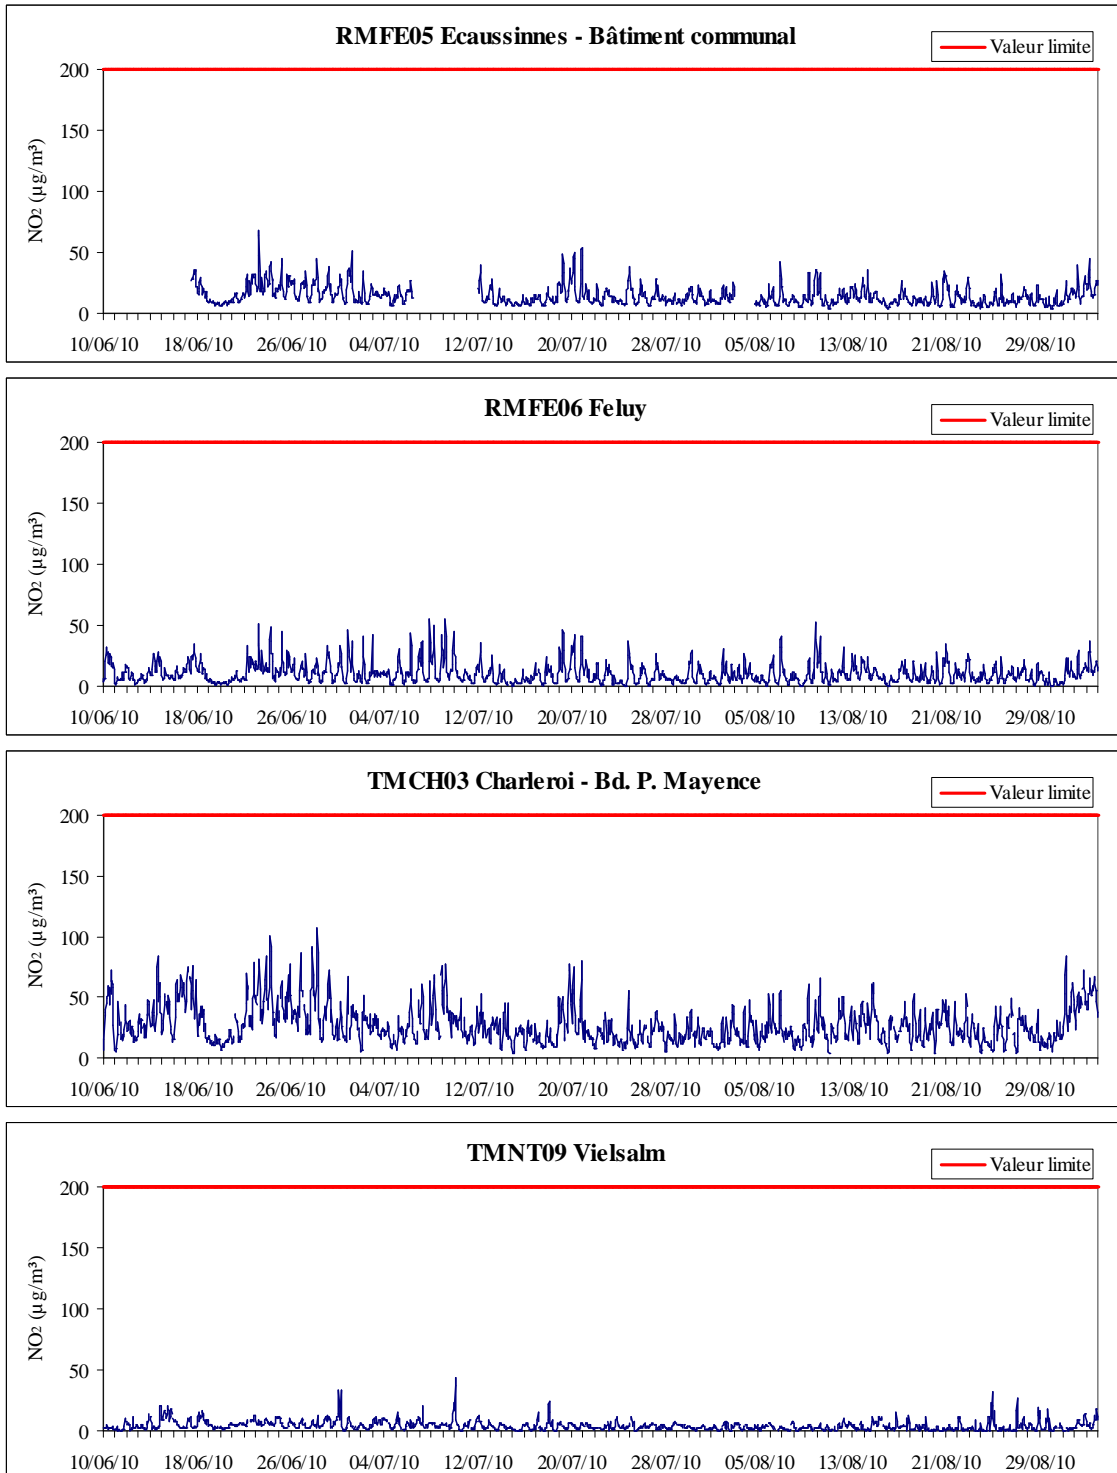 RMFE05 Ecaussinnes - Bâtiment communal
Valeur limite
200
150
100
50
0
NO2 (µg/m³)
10/06/10 18/06/10 26/06/10 04/07/10 12/07/10 20/07/10 28/07/10 05/08/10 13/08/10 21/08/10 29/08/10
RMFE06 Feluy
Valeur limite
200
150
100
50
0
NO2 (µg/m³)
10/06/10 18/06/10 26/06/10 04/07/10 12/07/10 20/07/10 28/07/10 05/08/10 13/08/10 21/08/10 29/08/10
TMCH03 Charleroi - Bd. P. Mayence
Valeur limite
200
150
100
50
0
NO2 (µg/m³)
10/06/10 18/06/10 26/06/10 04/07/10 12/07/10 20/07/10 28/07/10 05/08/10 13/08/10 21/08/10 29/08/10
TMNT09 Vielsalm
Valeur limite
200
150
100
50
0
NO2 (µg/m³)
10/06/10 18/06/10 26/06/10 04/07/10 12/07/10 20/07/10 28/07/10 05/08/10 13/08/10 21/08/10 29/08/10